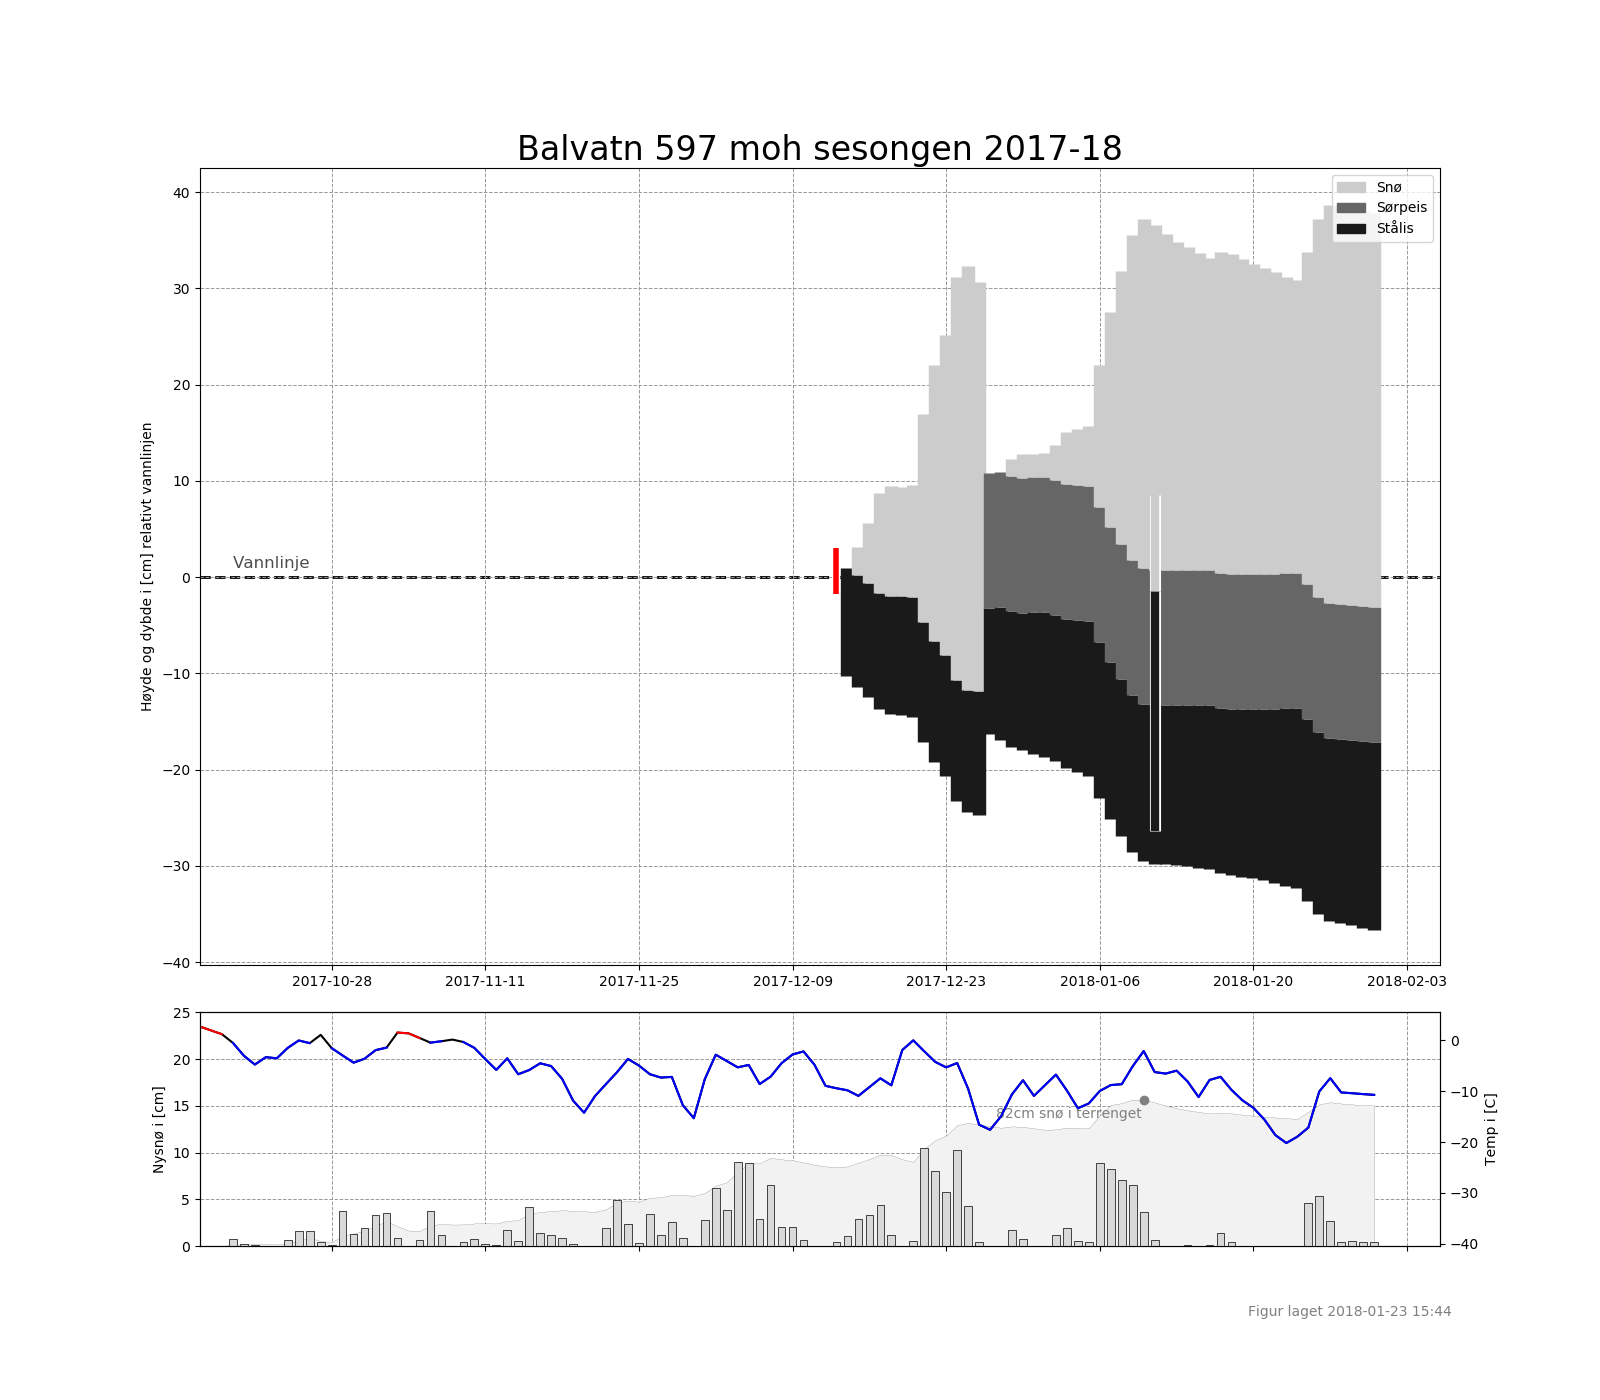 Balvatn 597 moh sesongen 2017-18
Snø
Sørpeis
Stålis
40
30
20
10
0
−10
−20
−30
−40
Høyde og dybde i [cm] relativt vannlinjen
Vannlinje
2017-10-28 2017-11-11 2017-11-25 2017-12-09 2017-12-23 2018-01-06 2018-01-20 2018-02-03
25
20
15
10
5
0
Nysnø i [cm]
82cm snø i terrenget
0
−10
−20
−30
−40
Temp i [C]
Figur laget 2018-01-23 15:44